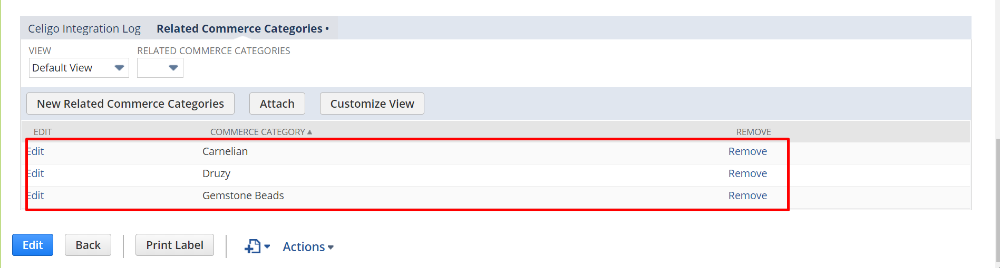 Celigo Integration Log Related Commerce Categories •
VIEW RELATED COMMERCE CATEGORIES
Default View
New Related Commerce Categories Attach Customize View
EDIT COMMERCE CATEGORY REMOVE
Edit Carnelian Remove
Edit Druzy Remove
Edit Gemstone Beads Remove
Edit Back Print Label Actions